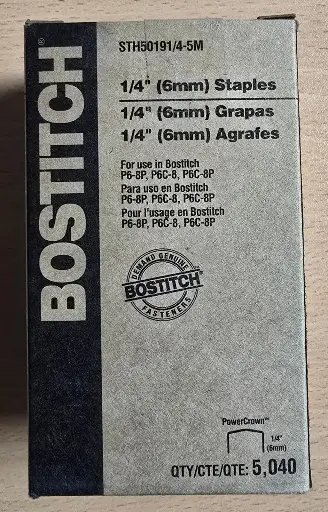 BOSTITCH®
STH50191/4-5M
1/4" (6mm) Staples
1/4" (6mm) Grapas
1/4" (6mm) Agrafes
For use in Bostitch
P6-8P, P6C-8, P6C-8P
Para uso en Bostitch
P6-8P, P6C-8, P6C-8P
Pour l'usage en Bostitch
P6-8P, P6C-8, P6C-8P
DEMAND GENUINE
BOSTITCH®
FASTENERS
PowerCrown™
1/4"
(6mm)
QTY/CTE/QTE: 5,040